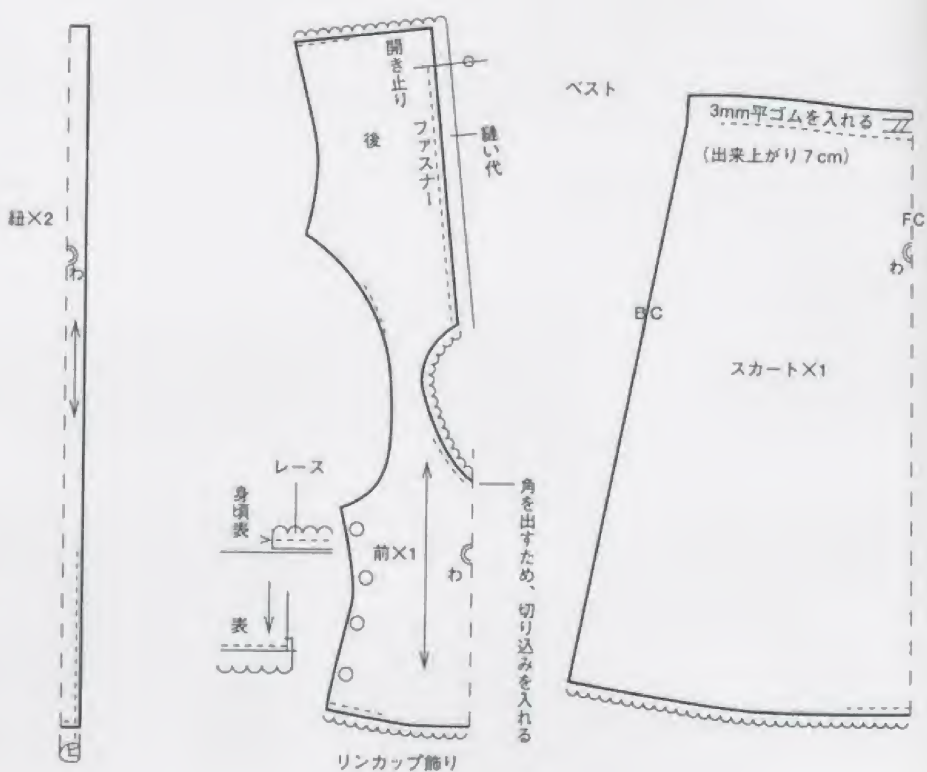 紐×2
わ
後
開き止り
ファスナー
縫い代
レース
身頃表
表
前×1
わ
角を出すため、切り込みを入れる
リンカップ飾り
ベスト
3mm平ゴムを入れる
(出来上がり7cm)
FC
わ
BC
スカート×1